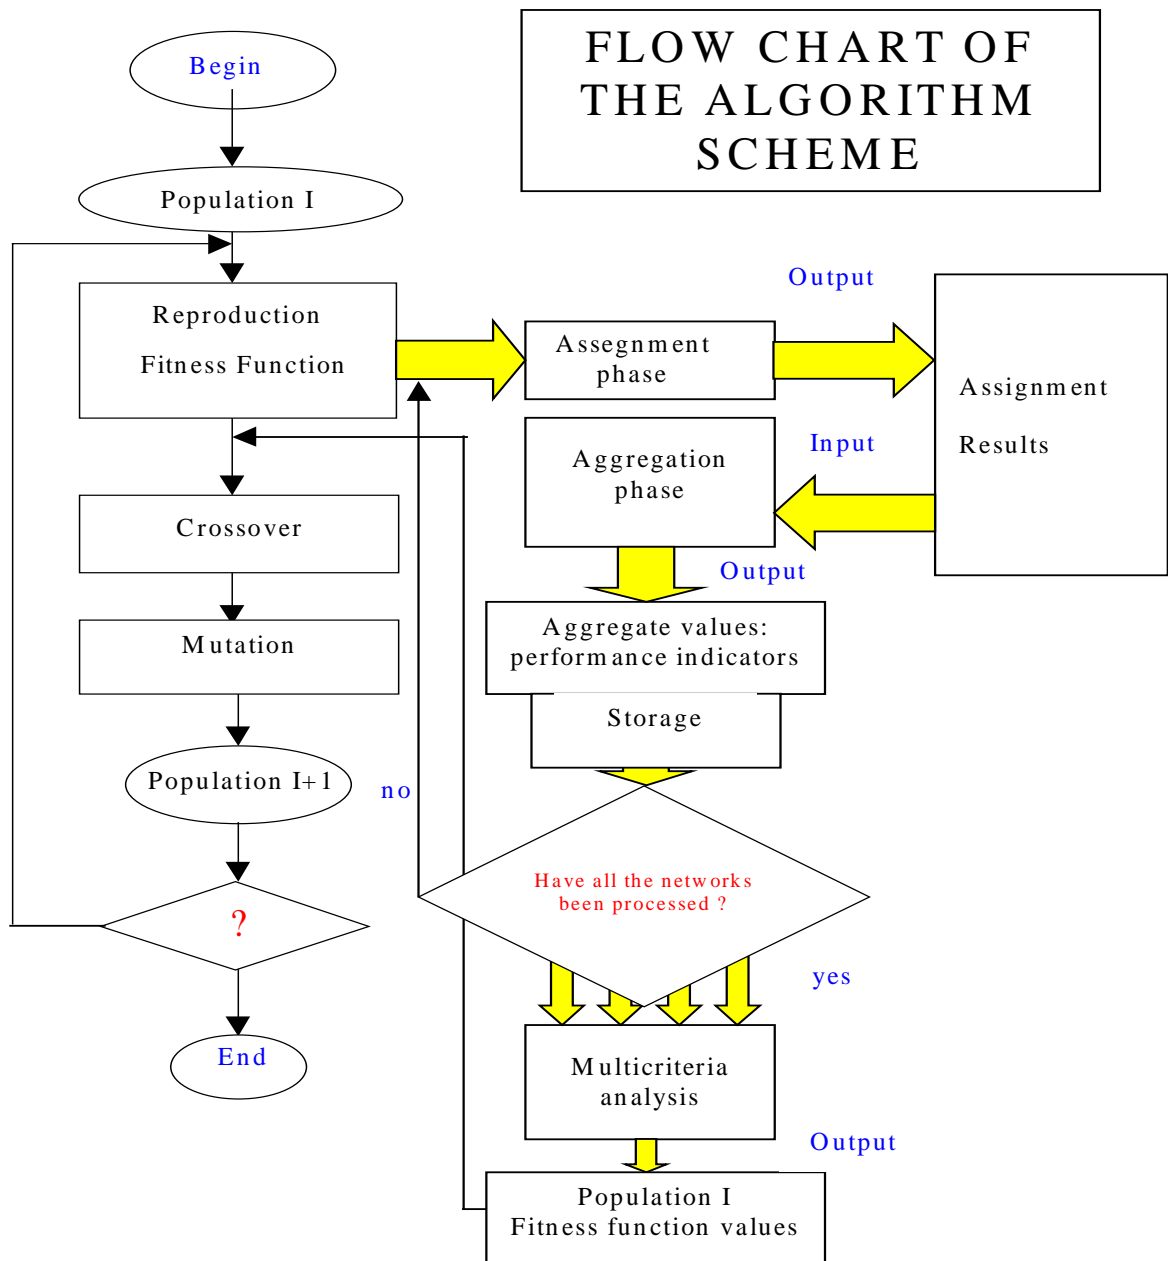 FLOW CHART OF
THE ALGORITHM
SCHEME
Begin
Population I
Reproduction
Fitness Function
Crossover
Mutation
Population I+1
?
End
Assegnment
phase
Output
Assignment
Results
Input
Aggregation
phase
Output
Aggregate values:
performance indicators
Storage
no
Have all the networks
been processed ?
yes
Multicriteria
analysis
Output
Population I
Fitness function values